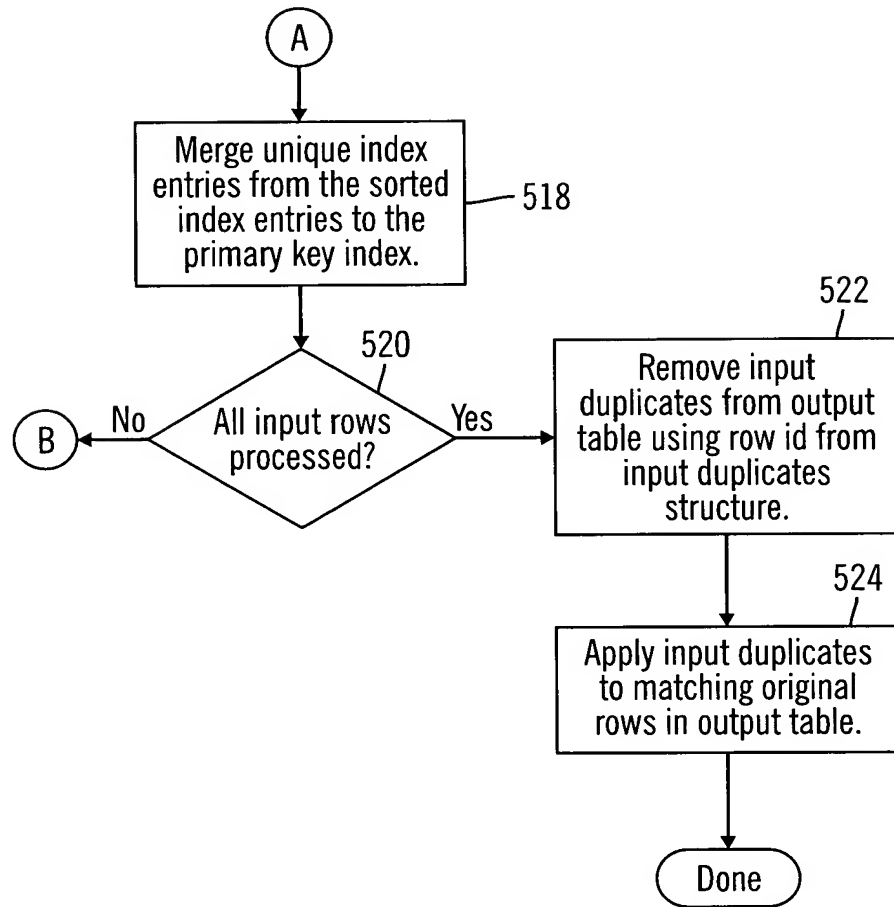 A
Merge unique index
entries from the sorted
index entries to the
primary key index.
518
520
All input rows
processed?
No
Yes
B
522
Remove input
duplicates from output
table using row id from
input duplicates
structure.
524
Apply input duplicates
to matching original
rows in output table.
Done